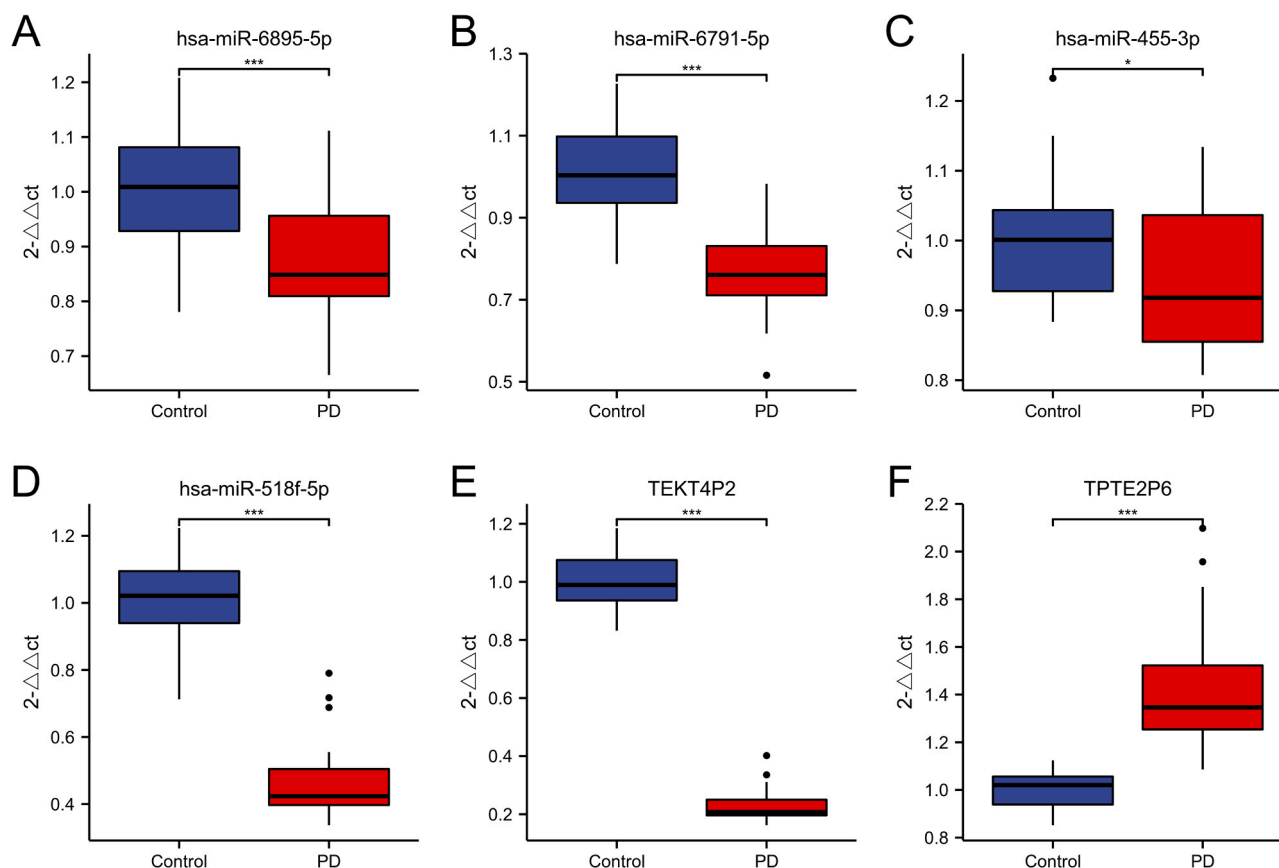 A
hsa-miR-6895-5p
***
2-△△ct
1.2
1.1
1.0
0.9
0.8
0.7
Control PD
B
hsa-miR-6791-5p
***
2-△△ct
1.3
1.1
0.9
0.7
0.5
Control PD
C
hsa-miR-455-3p
*
2-△△ct
1.2
1.1
1.0
0.9
0.8
Control PD
D
hsa-miR-518f-5p
***
2-△△ct
1.2
1.0
0.8
0.6
0.4
Control PD
E
TEKT4P2
***
2-△△ct
1.2
1.0
0.8
0.6
0.4
0.2
Control PD
F
TPTE2P6
***
2-△△ct
2.2
2.0
1.8
1.6
1.4
1.2
1.0
0.8
Control PD